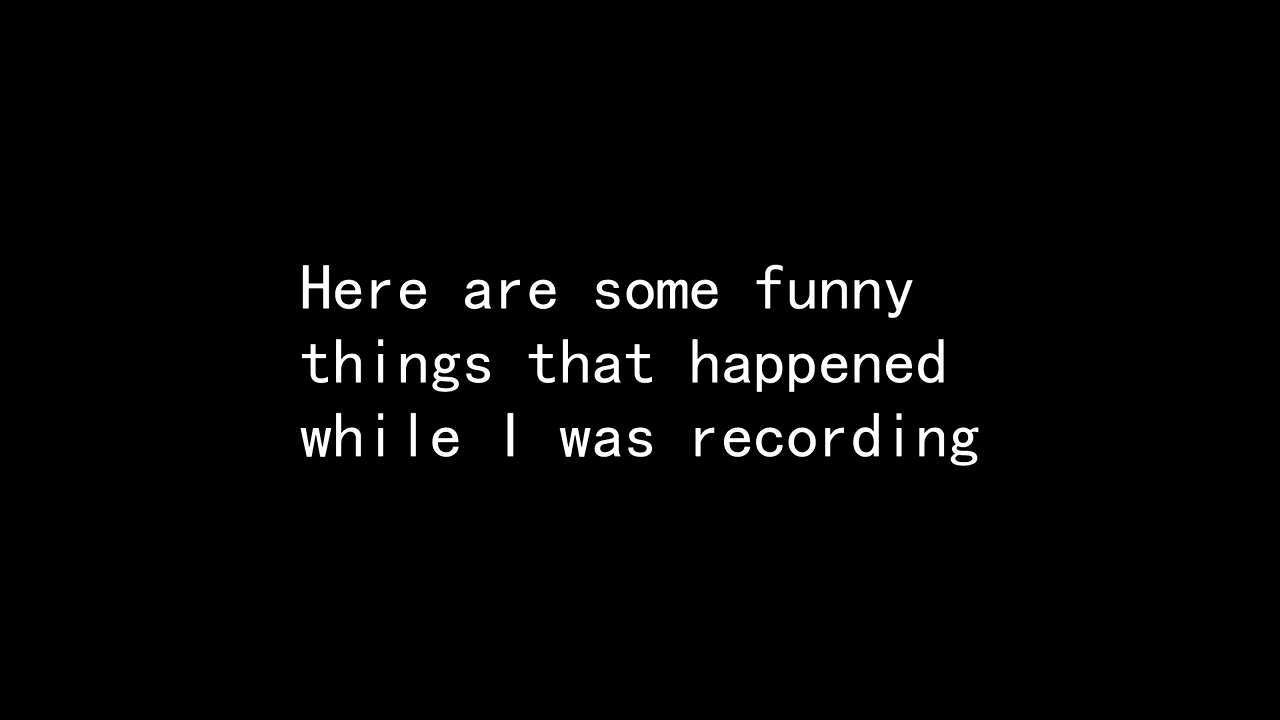 Here are some funny
things that happened
while I was recording